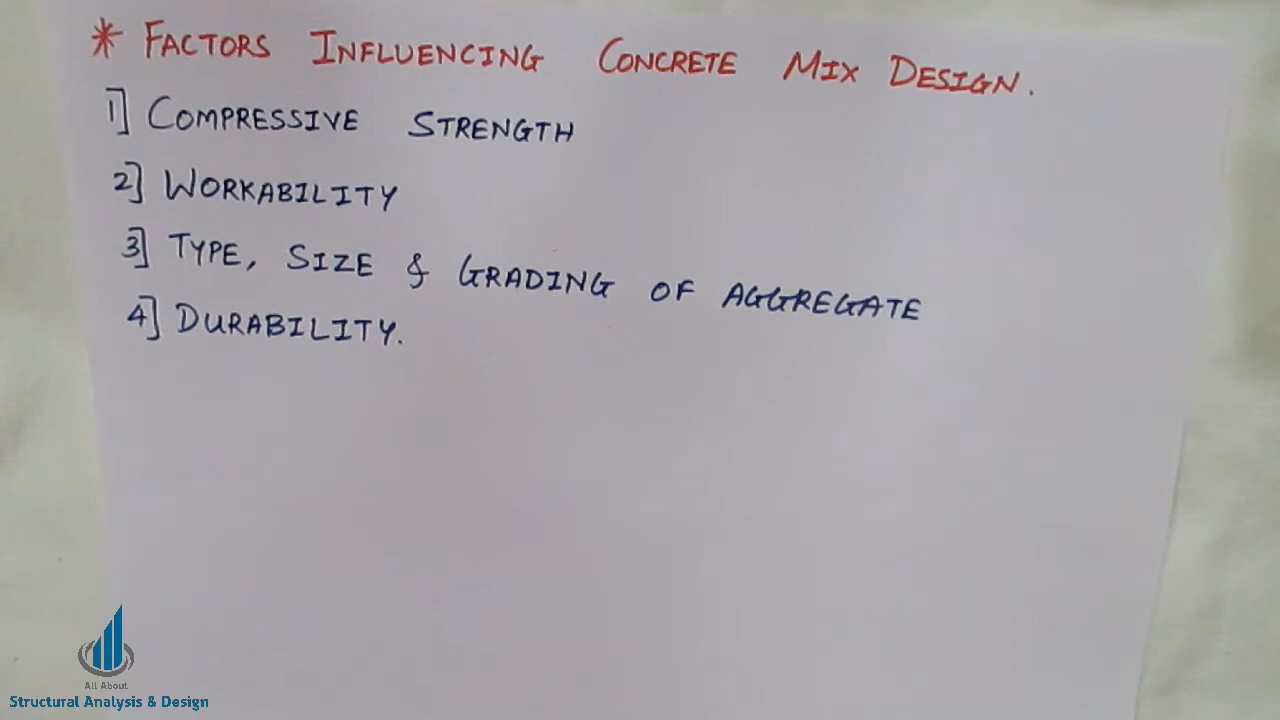 * FACTORS INFLUENCING CONCRETE MIX DESIGN.
1] COMPRESSIVE STRENGTH
2] WORKABILITY
3] TYPE, SIZE & GRADING OF AGGREGATE
4] DURABILITY.
All About
Structural Analysis & Design